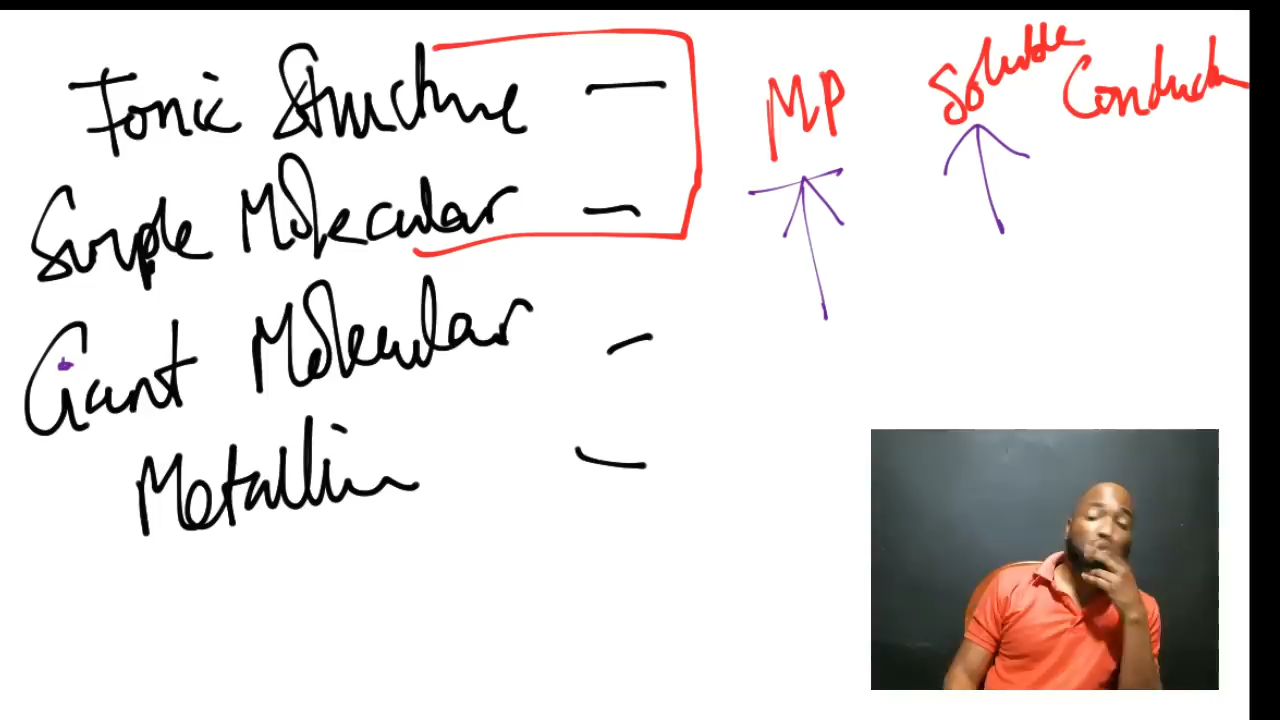 Ionic Structure — MP Soluble Conduct
Simple Molecular —
Giant Molecular —
Metallic —